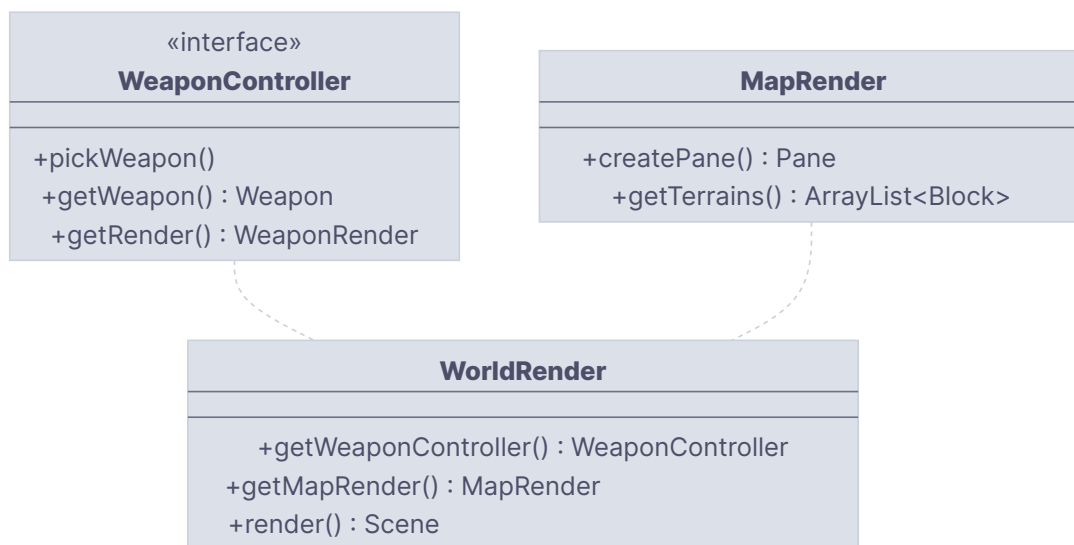 «interface»
WeaponController
+pickWeapon()
+getWeapon() : Weapon
+getRender() : WeaponRender
MapRender
+createPane() : Pane
+getTerrains() : ArrayList<Block>
WorldRender
+getWeaponController() : WeaponController
+getMapRender() : MapRender
+render() : Scene